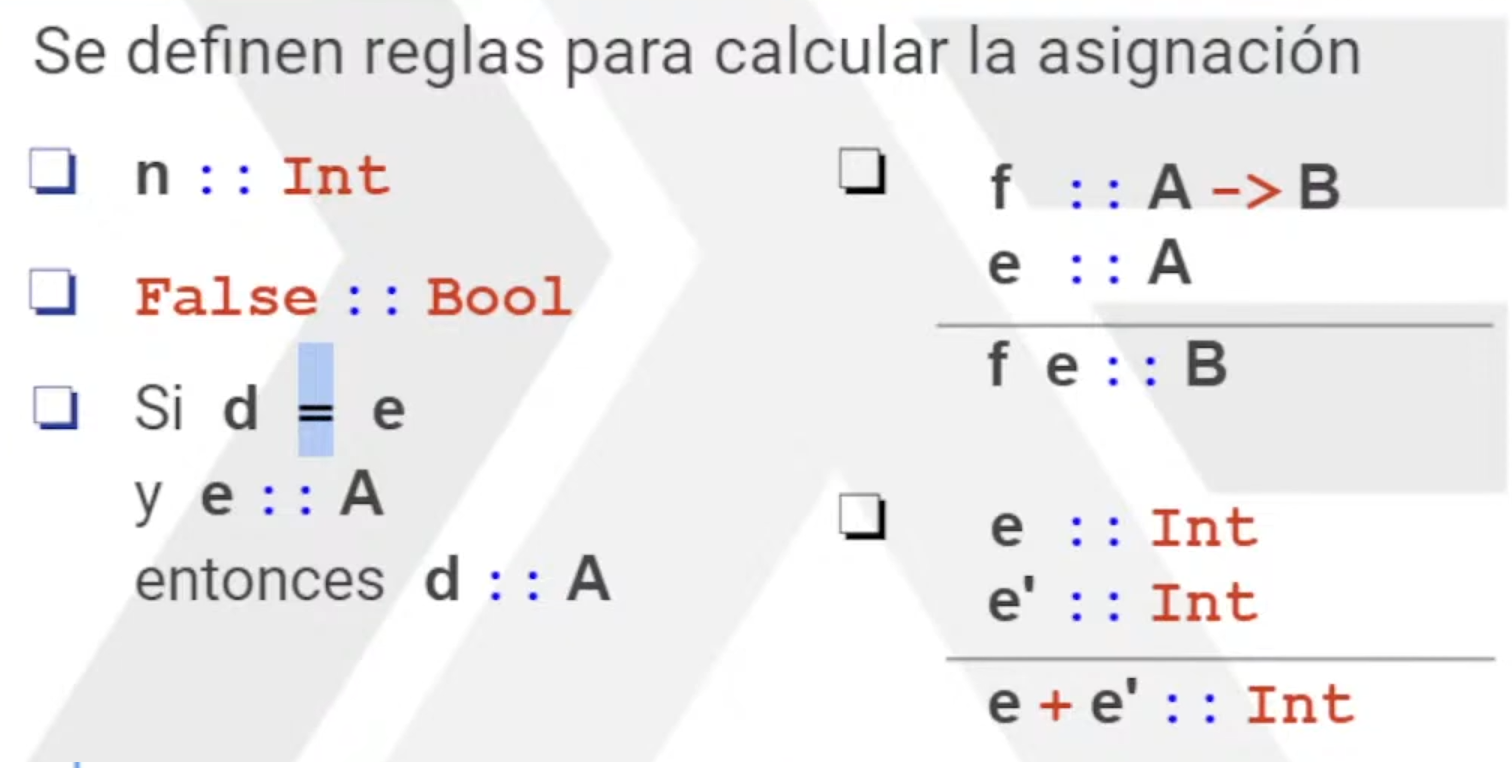 Se definen reglas para calcular la asignación
n :: Int
False :: Bool
Si d = e
y e :: A
entonces d :: A
f :: A -> B
e :: A
f e :: B
e :: Int
e' :: Int
e + e' :: Int